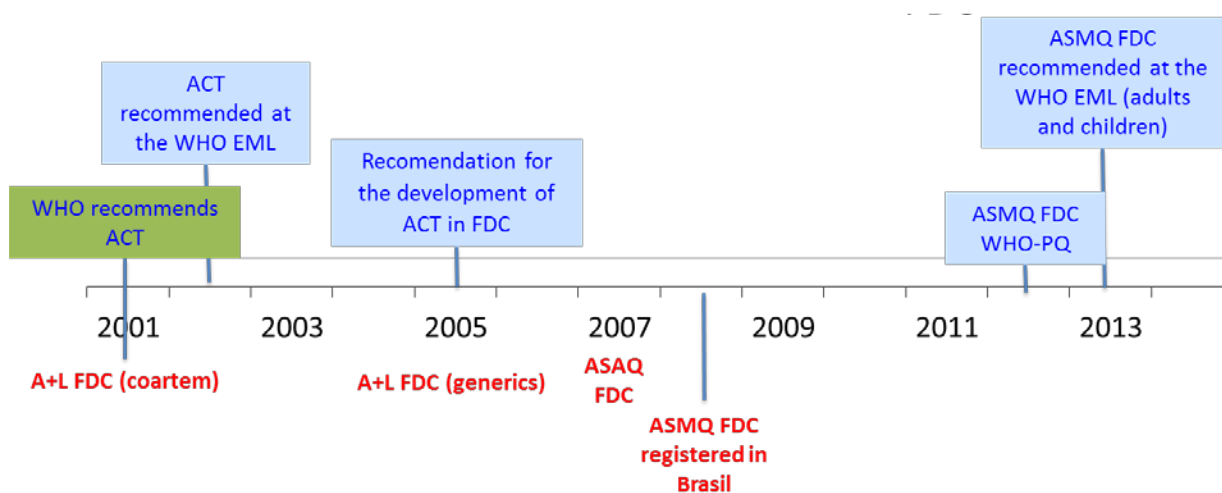 ACT
recommended at
the WHO EML
WHO recommends
ACT
Recomendation for
the development of
ACT in FDC
ASMQ FDC
recommended at the
WHO EML (adults
and children)
ASMQ FDC
WHO-PQ
2001 2003 2005 2007 2009 2011 2013
A+L FDC (coartem)
A+L FDC (generics)
ASAQ
FDC
ASMQ FDC
registered in
Brasil